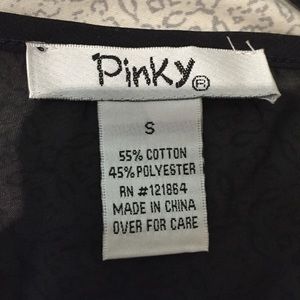 Pinky®
S
55% COTTON
45% POLYESTER
RN #121864
MADE IN CHINA
OVER FOR CARE